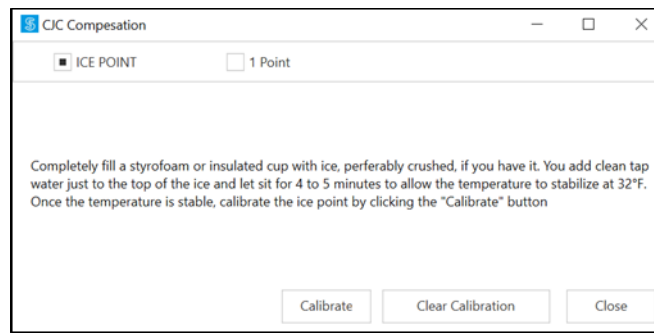 CJC Compesation
ICE POINT
1 Point
Completely fill a styrofoam or insulated cup with ice, perferably crushed, if you have it. You add clean tap
water just to the top of the ice and let sit for 4 to 5 minutes to allow the temperature to stabilize at 32°F.
Once the temperature is stable, calibrate the ice point by clicking the "Calibrate" button
Calibrate
Clear Calibration
Close